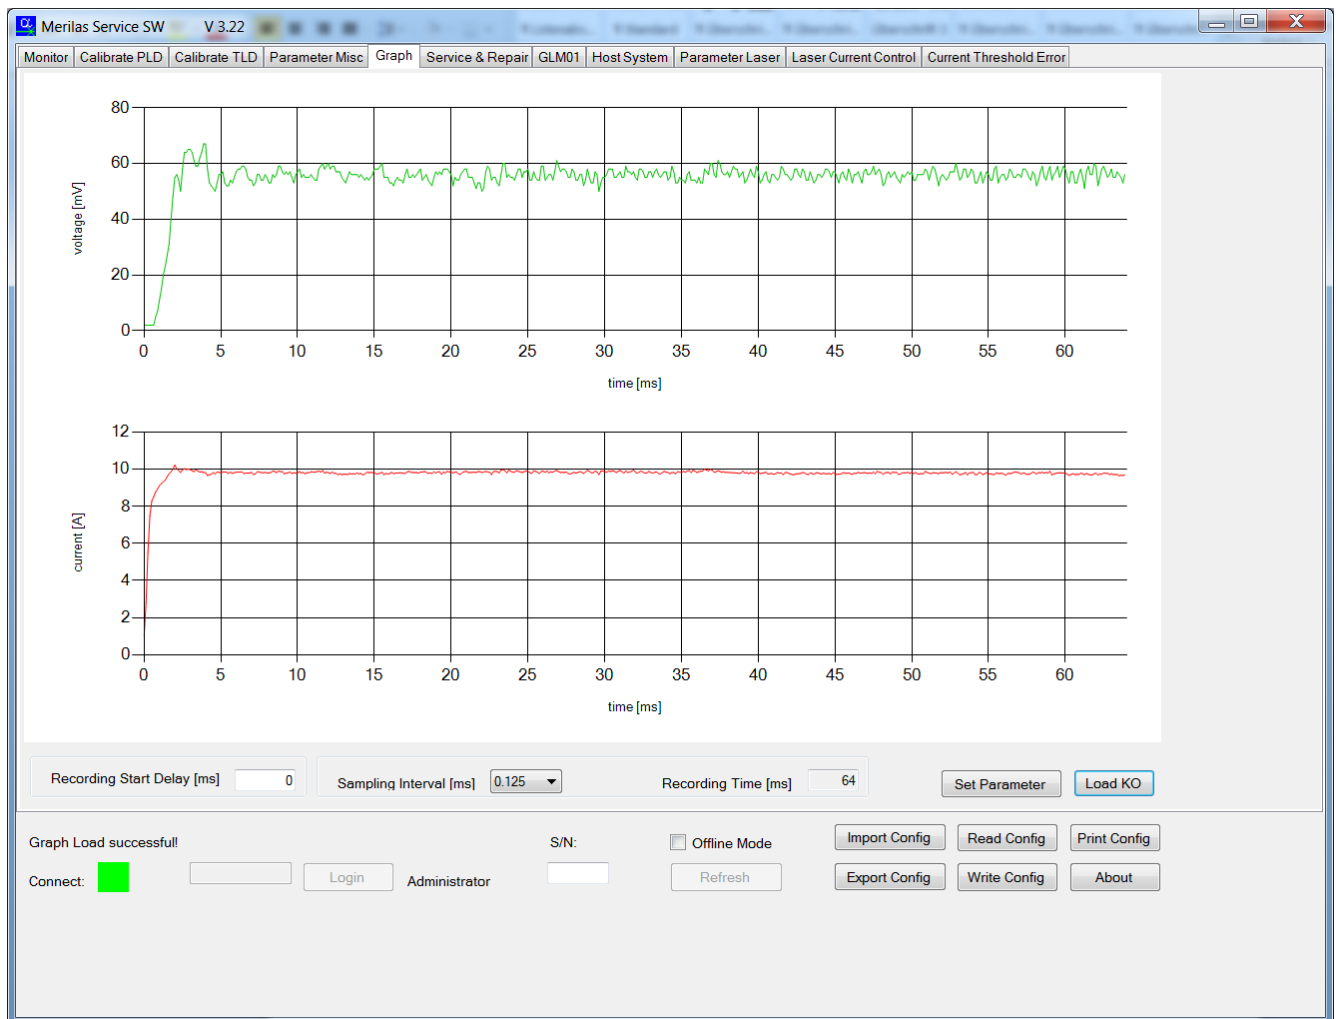 α Merilas Service SW V 3.22
Monitor Calibrate PLD Calibrate TLD Parameter Misc Graph Service & Repair GLM01 Host System Parameter Laser Laser Current Control Current Threshold Error
80
60
40
20
0
voltage [mV]
0 5 10 15 20 25 30 35 40 45 50 55 60
time [ms]
12
10
8
6
4
2
0
current [A]
0 5 10 15 20 25 30 35 40 45 50 55 60
time [ms]
Recording Start Delay [ms] 0 Sampling Interval [ms] 0.125 Recording Time [ms] 64 Set Parameter Load KO
Graph Load successful! S/N: Offline Mode Import Config Read Config Print Config
Connect: Login Administrator Refresh Export Config Write Config About